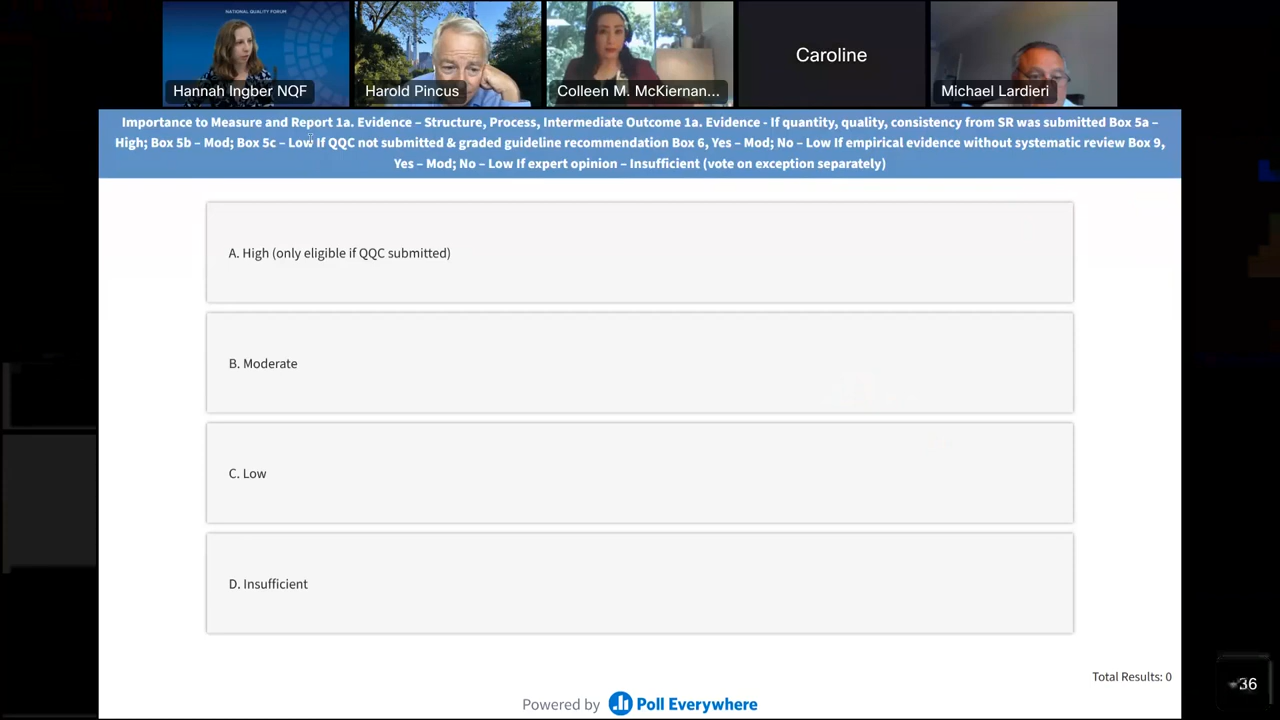 NATIONAL QUALITY FORUM
Hannah Ingber NQF
Harold Pincus
Colleen M. McKiernan...
Caroline
Michael Lardieri
Importance to Measure and Report 1a. Evidence – Structure, Process, Intermediate Outcome 1a. Evidence - If quantity, quality, consistency from SR was submitted Box 5a –
High; Box 5b – Mod; Box 5c – Low If QQC not submitted & graded guideline recommendation Box 6, Yes – Mod; No – Low If empirical evidence without systematic review Box 9,
Yes – Mod; No – Low If expert opinion – Insufficient (vote on exception separately)
A. High (only eligible if QQC submitted)
B. Moderate
C. Low
D. Insufficient
Total Results: 0
Powered by Poll Everywhere
36